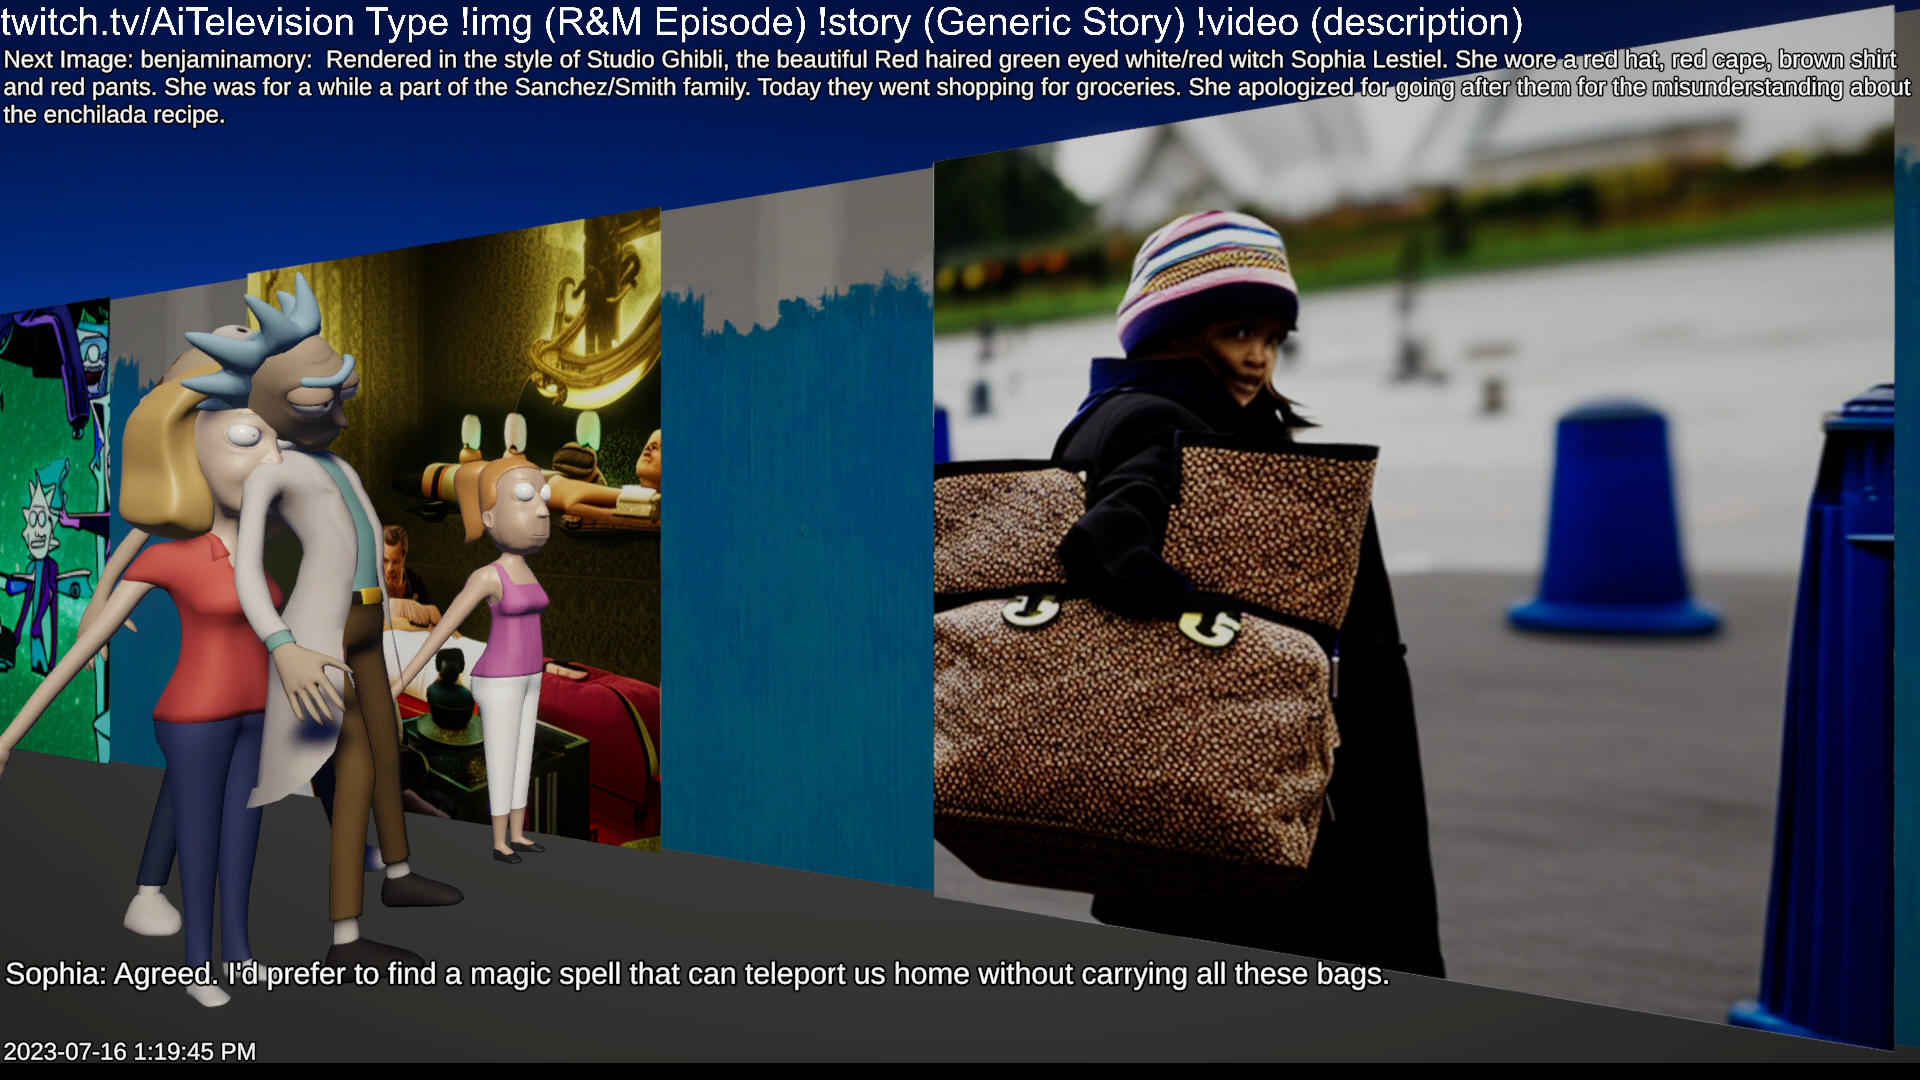 twitch.tv/AiTelevision Type !img (R&M Episode) !story (Generic Story) !video (description)
Next Image: benjaminamory:  Rendered in the style of Studio Ghibli, the beautiful Red haired green eyed white/red witch Sophia Lestiel. She wore a red hat, red cape, brown shirt
and red pants. She was for a while a part of the Sanchez/Smith family. Today they went shopping for groceries. She apologized for going after them for the misunderstanding about
the enchilada recipe.
Sophia: Agreed. I'd prefer to find a magic spell that can teleport us home without carrying all these bags.
2023-07-16 1:19:45 PM